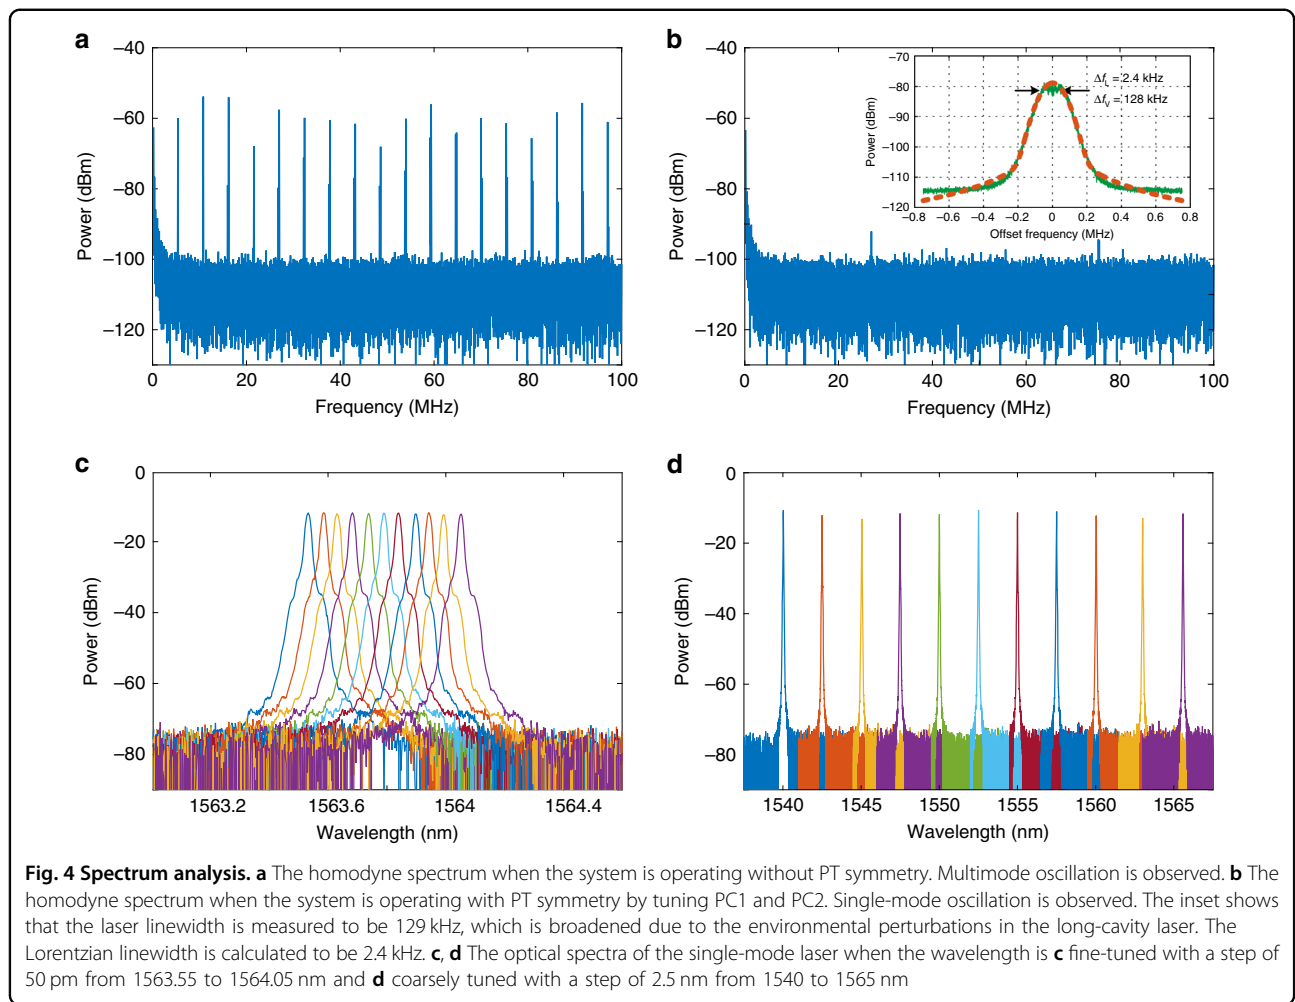 a
−40
−60
−80
−100
−120
Power (dBm)
0
20
40
60
80
100
Frequency (MHz)
b
−40
−60
−80
−100
−120
Power (dBm)
0
20
40
60
80
100
Frequency (MHz)
−70
−80
−90
−100
−110
−120
Power (dBm)
Δf_L = 2.4 kHz
Δf_V = 128 kHz
−0.8 −0.6 −0.4 −0.2 0 0.2 0.4 0.6 0.8
Offset frequency (MHz)
c
0
−20
−40
−60
−80
Power (dBm)
1563.2 1563.6 1564 1564.4
Wavelength (nm)
d
0
−20
−40
−60
−80
Power (dBm)
1540 1545 1550 1555 1560 1565
Wavelength (nm)
Fig. 4 Spectrum analysis. a The homodyne spectrum when the system is operating without PT symmetry. Multimode oscillation is observed. b The
homodyne spectrum when the system is operating with PT symmetry by tuning PC1 and PC2. Single-mode oscillation is observed. The inset shows
that the laser linewidth is measured to be 129 kHz, which is broadened due to the environmental perturbations in the long-cavity laser. The
Lorentzian linewidth is calculated to be 2.4 kHz. c, d The optical spectra of the single-mode laser when the wavelength is c fine-tuned with a step of
50 pm from 1563.55 to 1564.05 nm and d coarsely tuned with a step of 2.5 nm from 1540 to 1565 nm